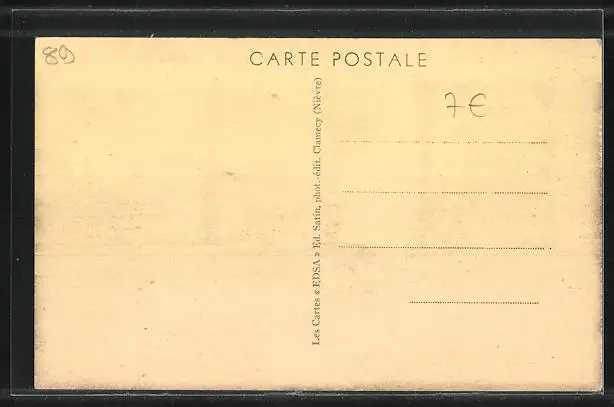 89
CARTE POSTALE
7€
Les Cartes « EDSA » Ed. Satin, phot.-édit. Clamecy (Nièvre)